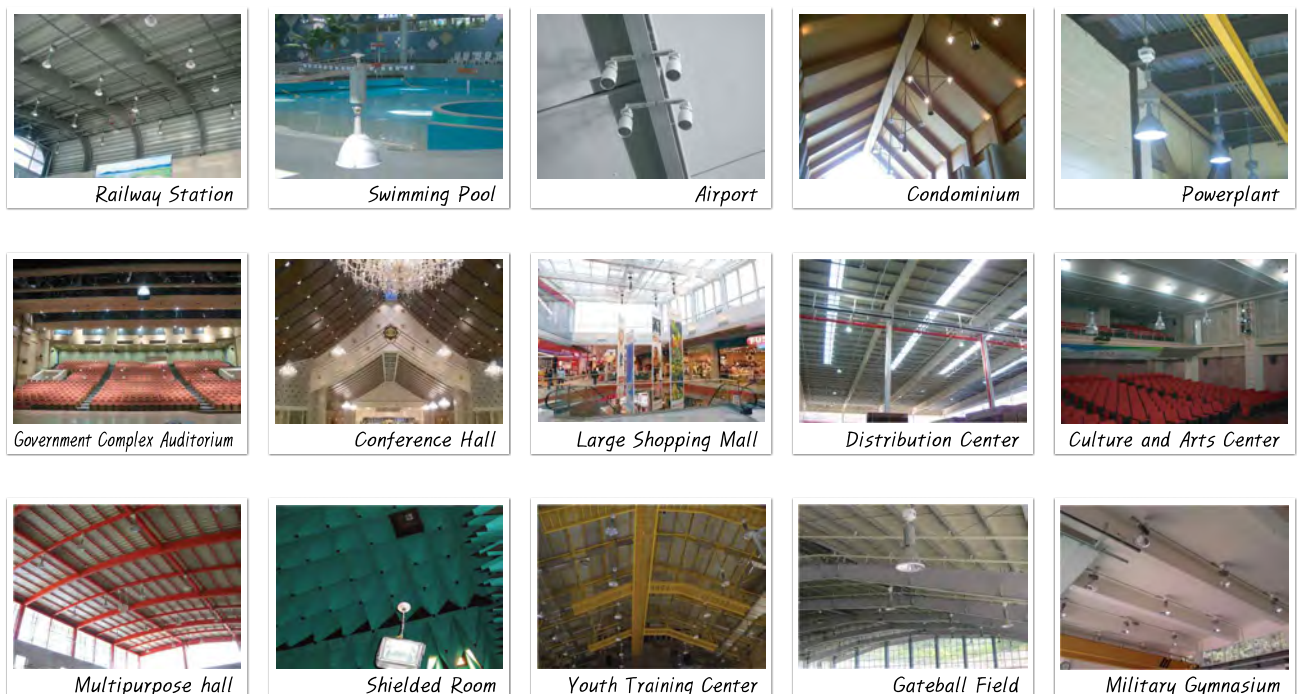 Railway Station
Swimming Pool
Airport
Condominium
Powerplant
Government Complex Auditorium
Conference Hall
Large Shopping Mall
Distribution Center
Culture and Arts Center
Multipurpose hall
Shielded Room
Youth Training Center
Gateball Field
Military Gymnasium